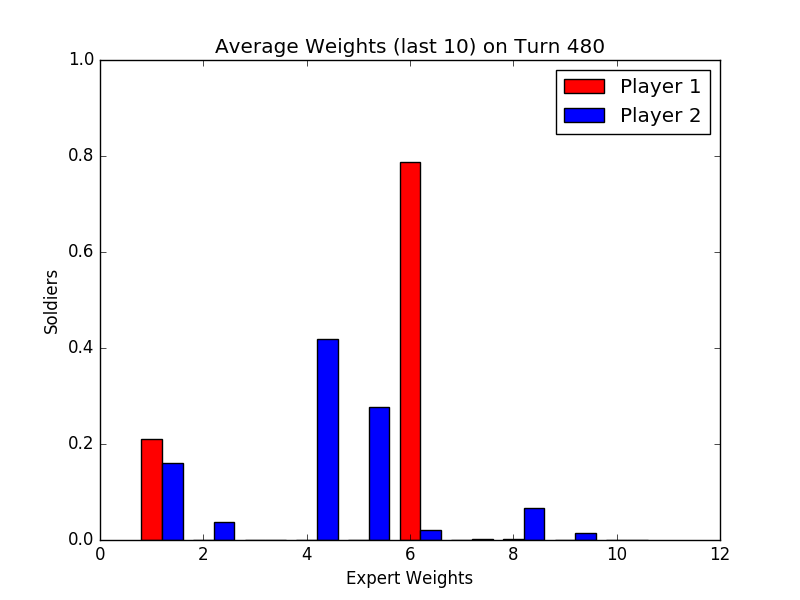 Average Weights (last 10) on Turn 480
Player 1
Player 2
1.0
0.8
0.6
0.4
0.2
0.0
Soldiers
0 2 4 6 8 10 12
Expert Weights